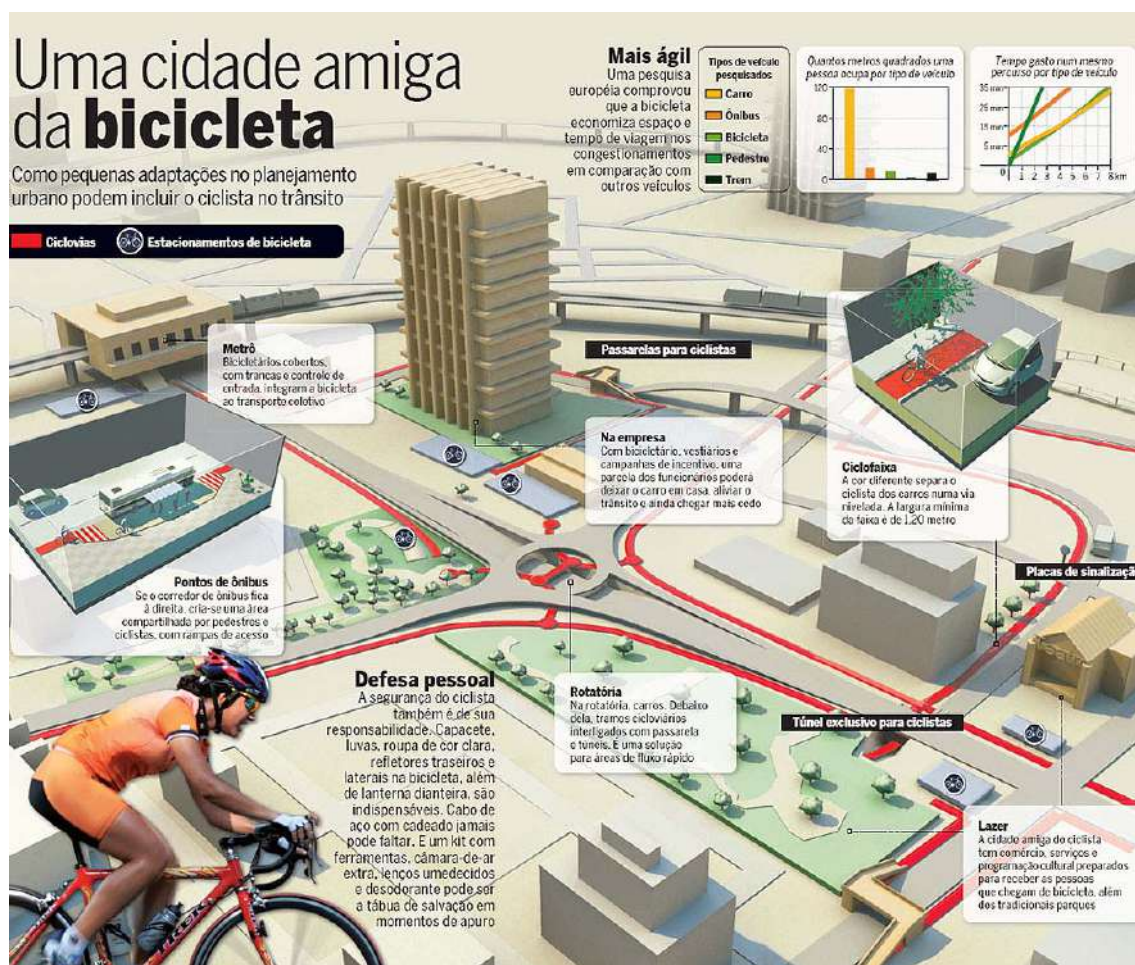 Uma cidade amiga
da bicicleta
Como pequenas adaptações no planejamento
urbano podem incluir o ciclista no trânsito
Ciclovias
Estacionamentos de bicicleta
Mais ágil
Uma pesquisa
européia comprovou
que a bicicleta
economiza espaço e
tempo de viagem nos
congestionamentos
em comparação com
outros veículos
Tipos de veículo
pesquisados
Carro
Ônibus
Bicicleta
Pedestre
Trem
Quantos metros quadrados uma
pessoa ocupa por tipo de veículo
120
80
40
0
Tempo gasto num mesmo
percurso por tipo de veículo
35 min
25 min
15 min
5 min
0 1 2 3 4 5 6 7 8 km
Metrô
Bicicletários cobertos,
com trancas e controle de
entrada, integram a bicicleta
ao transporte coletivo
Passarelas para ciclistas
Na empresa
Com bicicletário, vestiários e
campanhas de incentivo, uma
parcela dos funcionários poderá
deixar o carro em casa, aliviar o
trânsito e ainda chegar mais cedo
Ciclofaixa
A cor diferente separa o
ciclista dos carros numa via
nivelada. A largura mínima
da faixa é de 1,20 metro
Pontos de ônibus
Se o corredor de ônibus fica
à direita, cria-se uma área
compartilhada por pedestres e
ciclistas, com rampas de acesso
Placas de sinalizaçã
Defesa pessoal
A segurança do ciclista
também é de sua
responsabilidade. Capacete,
luvas, roupa de cor clara,
refletores traseiros e
laterais na bicicleta, além
de lanterna dianteira, são
indispensáveis. Cabo de
aço com cadeado jamais
pode faltar. E um kit com
ferramentas, câmara-de-ar
extra, lenços umedecidos
e desodorante pode ser
a tábua de salvação em
momentos de apuro
Rotatória
Na rotatória, carros. Debaixo
dela, tramos cicloviários
interligados com passarela
e túneis. É uma solução
para áreas de fluxo rápido
Túnel exclusivo para ciclistas
Lazer
A cidade amiga do ciclista
tem comércio, serviços e
programação cultural preparados
para receber as pessoas
que chegam de bicicleta, além
dos tradicionais parques